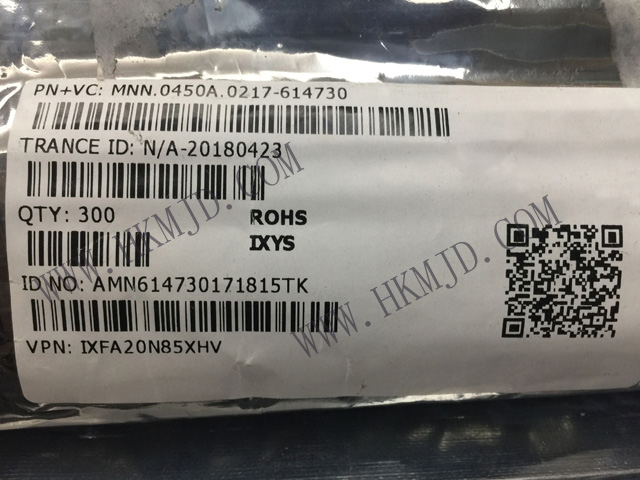 PN+VC: MNN.0450A.0217-614730
TRANCE ID: N/A-20180423
QTY: 300
ROHS
IXYS
ID NO: AMN614730171815TK
VPN: IXFA20N85XHV
WWW.HKMJD.COM
WWW.HKMJD.COM